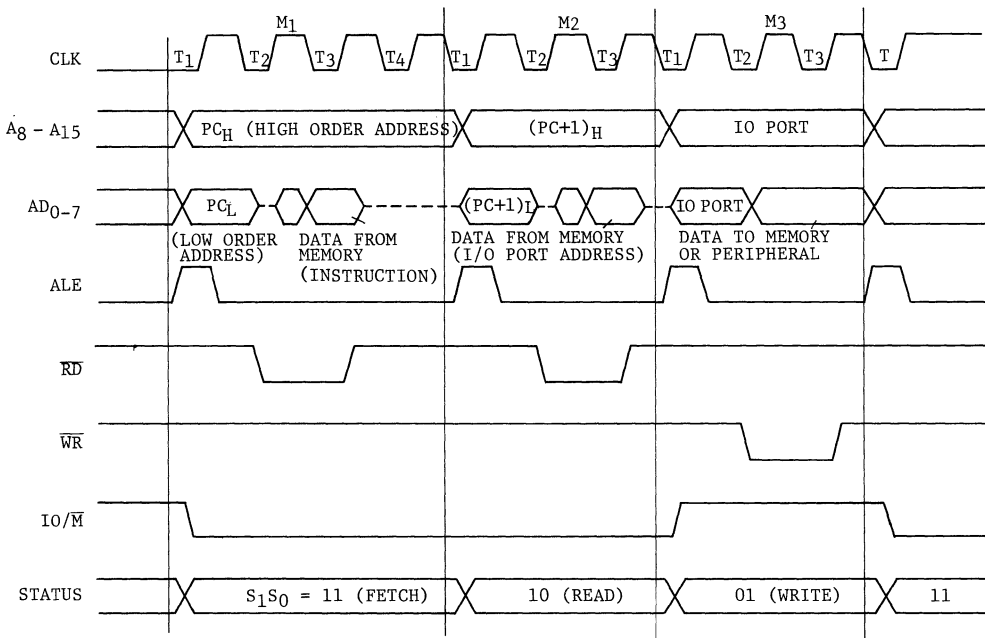 M1 M2 M3
CLK T1 T2 T3 T4 T1 T2 T3 T1 T2 T3 T
A8 – A15 PCH (HIGH ORDER ADDRESS) (PC+1)H IO PORT
AD0-7 PCL (PC+1)L IO PORT
(LOW ORDER ADDRESS)
DATA FROM MEMORY (INSTRUCTION)
DATA FROM MEMORY
(I/O PORT ADDRESS)
DATA TO MEMORY
OR PERIPHERAL
ALE
RD
WR
IO/M
STATUS S1S0 = 11 (FETCH) 10 (READ) 01 (WRITE) 11